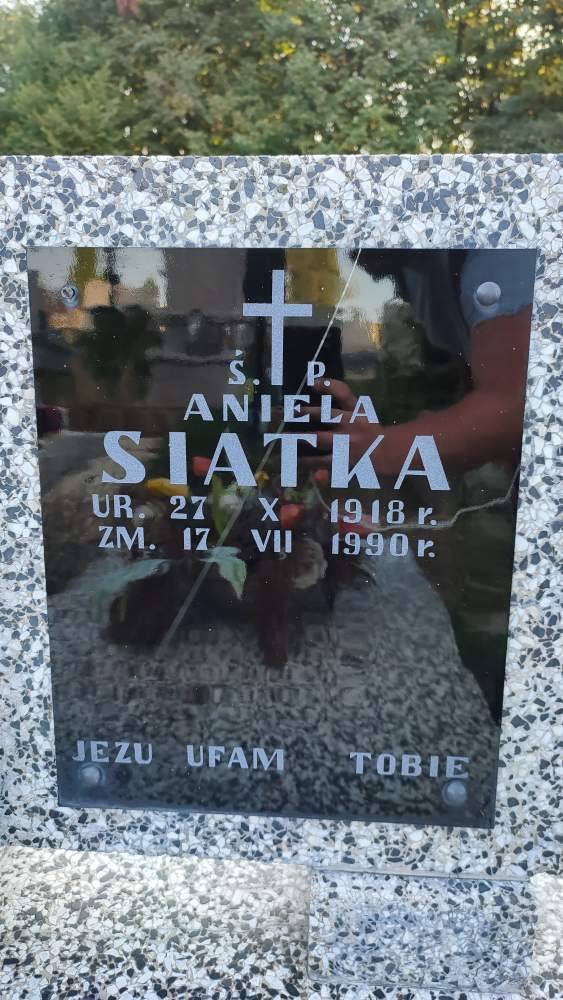 Ś. P.
ANIELA
SIATKA
UR. 27 X 1918 r.
ZM. 17 VII 1990 r.
JEZU UFAM TOBIE